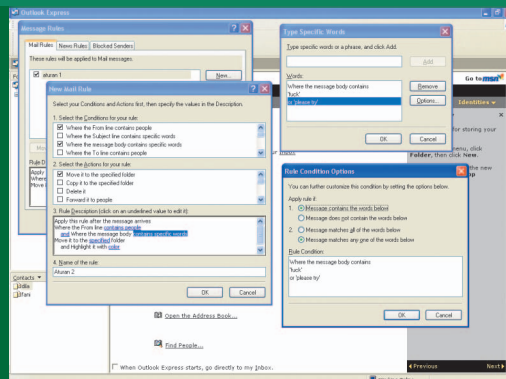 Outlook Express
Message Rules
Mail Rules
News Rules
Blocked Senders
These rules will be applied to Mail messages.
aturan 1
New...
New Mail Rule
Select your Conditions and Actions first, then specify the values in the Description.
1. Select the Conditions for your rule:
Where the From line contains people
Where the Subject line contains specific words
Where the message body contains specific words
Where the To line contains people
2. Select the Actions for your rule:
Move it to the specified folder
Copy it to the specified folder
Delete it
Forward it to people
3. Rule Description (click on an undefined value to edit it):
Apply this rule after the message arrives
Where the From line contains people
and Where the message body contains specific words
Move it to the specified folder
and Highlight it with color
4. Name of the rule:
Aturan 2
OK
Cancel
Type Specific Words
Type specific words or a phrase, and click Add.
Add
Words:
Where the message body contains
'fuck'
or 'please try'
Remove
Options...
OK
Cancel
Go to msn
Identities
for storing your
menu, click
Folder, then click New.
the new
Rule Condition Options
You can further customize this condition by setting the options below.
Apply rule if:
1. Message contains the words below
Message does not contain the words below
2. Message matches all of the words below
Message matches any one of the words below
Rule Condition:
Where the message body contains
'fuck'
or 'please try'
OK
Cancel
Rule D
Apply
Where
Move i
Contacts
Open the Address Book...
Find People...
When Outlook Express starts, go directly to my Inbox.
Previous
Next